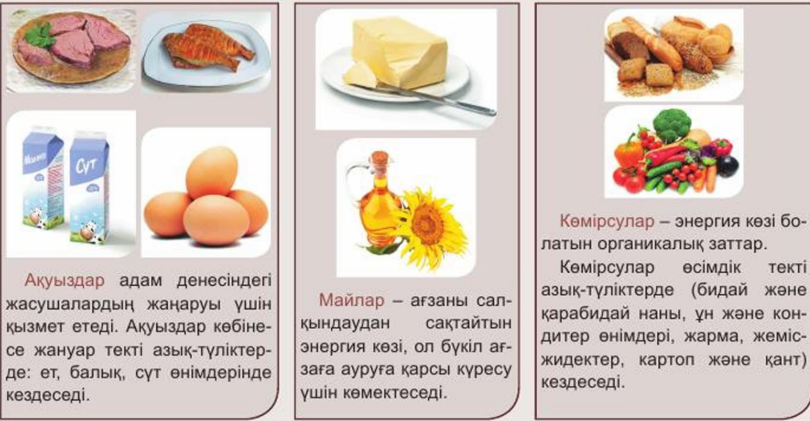 Сүт
Ақуыздар адам денесіндегі
жасушалардың жаңаруы үшін
қызмет етеді. Ақуыздар көбіне-
се жануар текті азық-түліктер-
де: ет, балық, сүт өнімдерінде
кездеседі.
Майлар – ағзаны сал-
қындаудан сақтайтын
энергия көзі, ол бүкіл ағ-
заға ауруға қарсы күресу
үшін көмектеседі.
Көмірсулар – энергия көзі бо-
латын органикалық заттар.
Көмірсулар өсімдік текті
азық-түліктерде (бидай және
қарабидай наны, ұн және кон-
дитер өнімдері, жарма, жеміс-
жидектер, картоп және қант)
кездеседі.